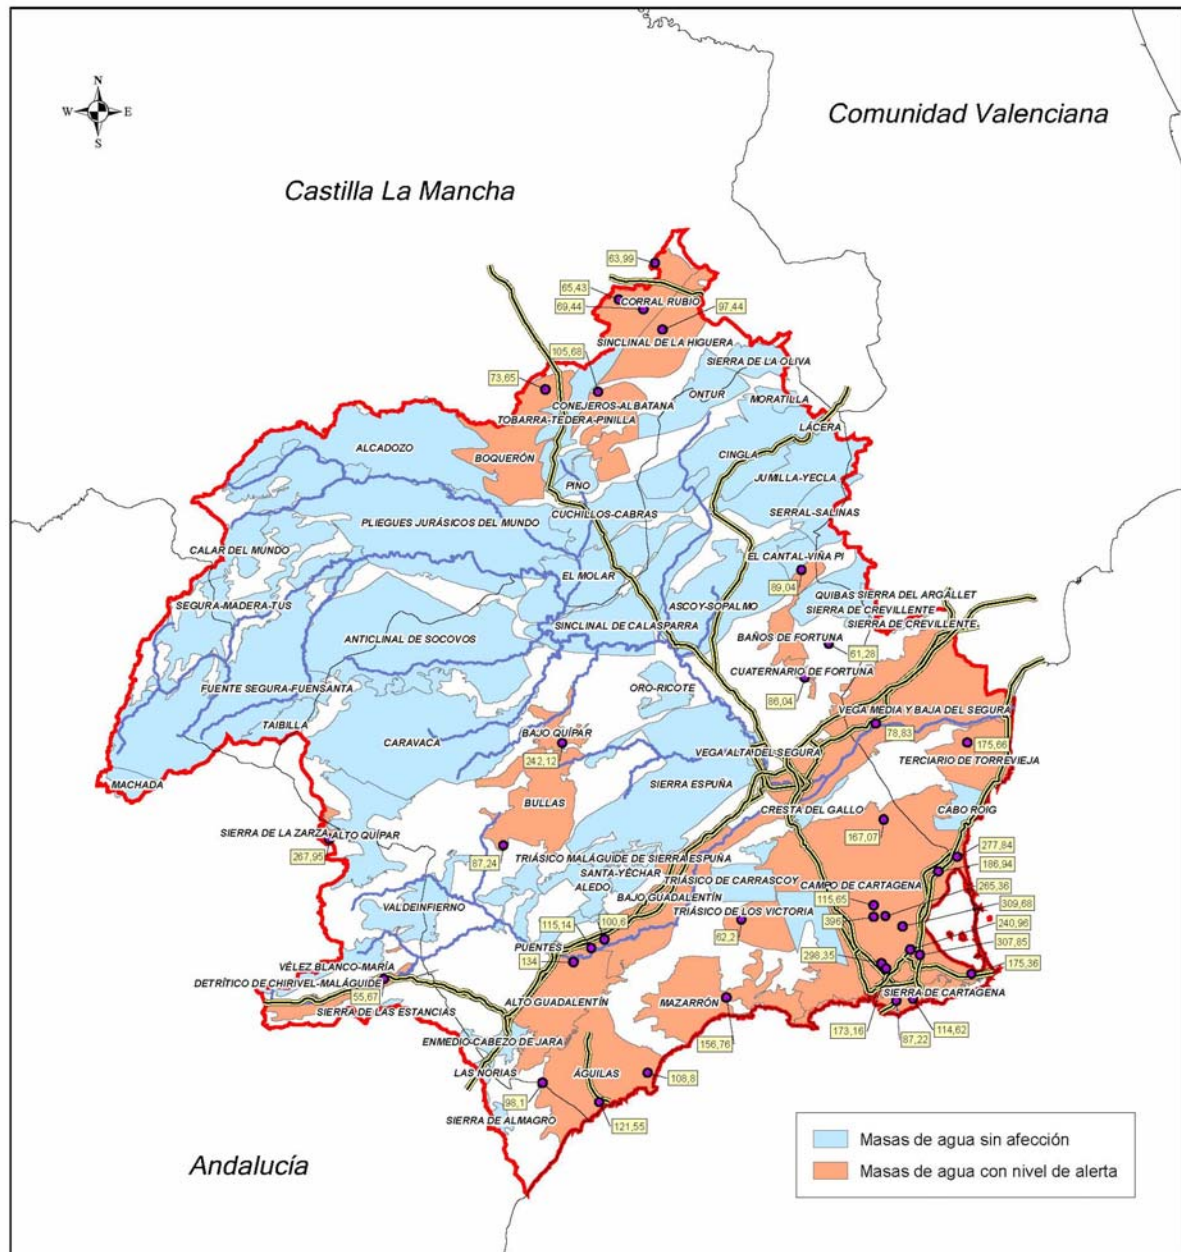 N
W E
S
Comunidad Valenciana
Castilla La Mancha
63,99
65,43
CORRAL RUBIO
69,44
97,44
SINCLINAL DE LA HIGUERA
105,68
SIERRA DE LA OLIVA
73,65
ONTUR
MORATILLA
CONEJEROS-ALBATANA
TOBARRA-TEDERA-PINILLA
LÁCERA
ALCADOZO
BOQUERÓN
CINGLA
PINO
JUMILLA-YECLA
CUCHILLOS-CABRAS
SERRAL-SALINAS
PLIEGUES JURÁSICOS DEL MUNDO
CALAR DEL MUNDO
EL CANTAL-VIÑA PI
EL MOLAR
89,04
QUIBAS SIERRA DEL ARGALLET
SEGURA-MADERA-TUS
ASCOY-SOPALMO
SIERRA DE CREVILLENTE
SIERRA DE CREVILLENTE
SINCLINAL DE CALASPARRA
ANTICLINAL DE SOCOVOS
BAÑOS DE FORTUNA
61,28
CUATERNARIO DE FORTUNA
FUENTE SEGURA-FUENSANTA
ORO-RICOTE
86,04
VEGA MEDIA Y BAJA DEL SEGURA
TAIBILLA
78,83
CARAVACA
BAJO QUÍPAR
175,66
242,12
VEGA ALTA DEL SEGURA
TERCIARIO DE TORREVIEJA
MACHADA
SIERRA ESPUÑA
BULLAS
CRESTA DEL GALLO
CABO ROIG
167,07
SIERRA DE LA ZARZA
ALTO QUÍPAR
267,95
87,24
277,84
TRIÁSICO MALÁGUIDE DE SIERRA ESPUÑA
186,94
SANTA-YÉCHAR
TRIÁSICO DE CARRASCOY
CAMPO DE CARTAGENA
265,36
ALEDO
BAJO GUADALENTÍN
115,65
VALDEINFIERNO
TRIÁSICO DE LOS VICTORIA
309,68
396
115,14
100,6
62,2
240,96
PUENTES
134
298,35
307,85
175,36
VÉLEZ BLANCO-MARÍA
DETRÍTICO DE CHIRIVEL-MALÁGUIDE
55,67
SIERRA DE CARTAGENA
ALTO GUADALENTÍN
MAZARRÓN
SIERRA DE LAS ESTANCIAS
173,16
114,62
87,22
156,76
ENMEDIO-CABEZO DE JARA
LAS NORIAS
ÁGUILAS
108,8
98,1
SIERRA DE ALMAGRO
121,55
Andalucía
Masas de agua sin afección
Masas de agua con nivel de alerta